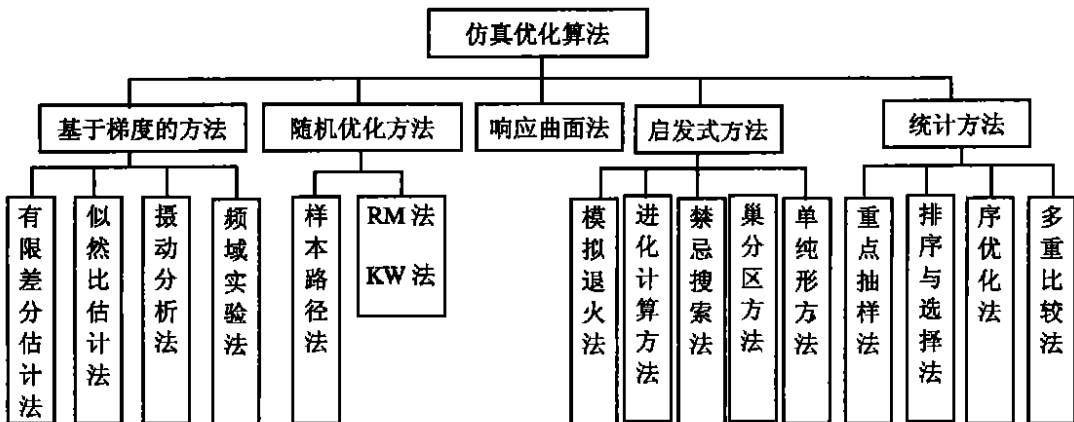 仿真优化算法
基于梯度的方法
随机优化方法
响应曲面法
启发式方法
统计方法
有限差分估计法
似然比估计法
摄动分析法
频域实验法
样本路径法
RM 法
KW 法
模拟退火法
进化计算方法
禁忌搜索法
巢分区方法
单纯形方法
重点抽样法
排序与选择法
序优化法
多重比较法